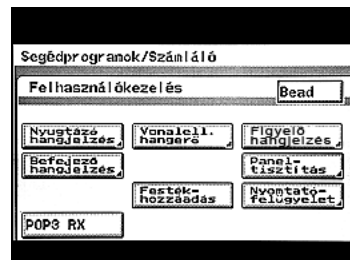 Segédprogramok/Számláló
Felhasználókezelés
Bead
Nyugtázó
hangjelzés
Vonalell.
hangerő
Figyelő
hangjelzés
Befejező
hangjelzés
Panel-
tisztítás
Festék-
hozzáadás
Nyomtató-
felügyelet
POP3 RX